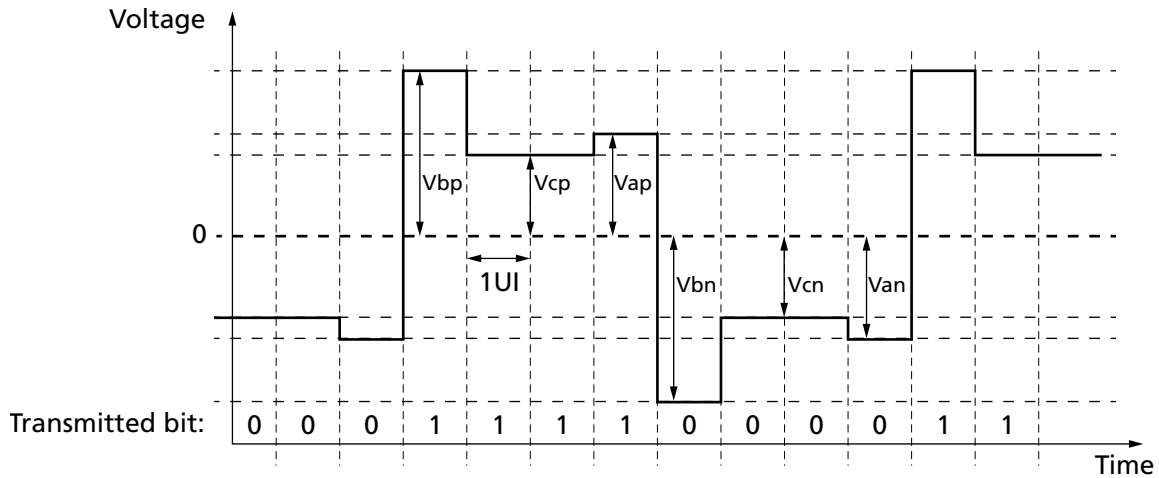 Voltage
Vbp
Vcp
Vap
0
1UI
Vbn
Vcn
Van
Transmitted bit: 0 0 0 1 1 1 1 0 0 0 0 1 1
Time